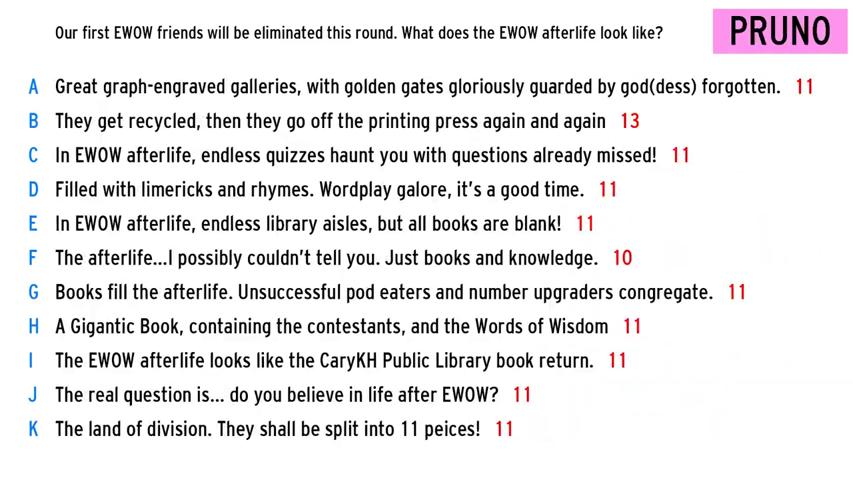 Our first EWOW friends will be eliminated this round. What does the EWOW afterlife look like?
PRUNO
A Great graph-engraved galleries, with golden gates gloriously guarded by god(dess) forgotten. 11
B They get recycled, then they go off the printing press again and again 13
C In EWOW afterlife, endless quizzes haunt you with questions already missed! 11
D Filled with limericks and rhymes. Wordplay galore, it's a good time. 11
E In EWOW afterlife, endless library aisles, but all books are blank! 11
F The afterlife...I possibly couldn't tell you. Just books and knowledge. 10
G Books fill the afterlife. Unsuccessful pod eaters and number upgraders congregate. 11
H A Gigantic Book, containing the contestants, and the Words of Wisdom 11
I The EWOW afterlife looks like the CaryKH Public Library book return. 11
J The real question is... do you believe in life after EWOW? 11
K The land of division. They shall be split into 11 peices! 11